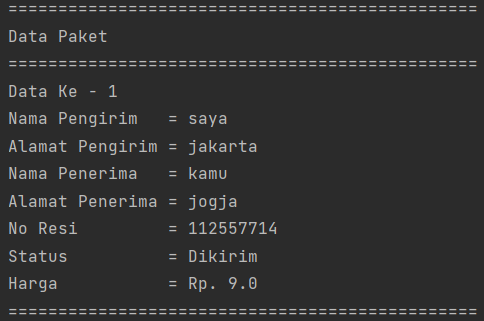 ===============================================
Data Paket
===============================================
Data Ke - 1
Nama Pengirim   = saya
Alamat Pengirim = jakarta
Nama Penerima   = kamu
Alamat Penerima = jogja
No Resi         = 112557714
Status          = Dikirim
Harga           = Rp. 9.0
===============================================